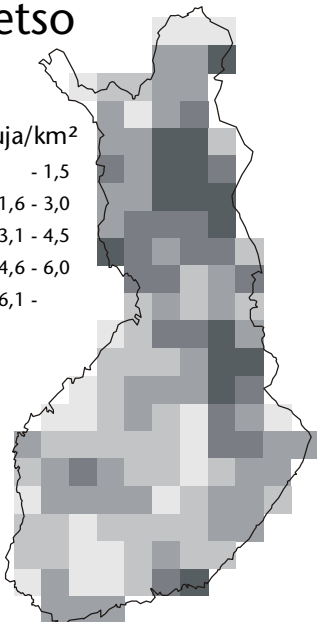 etso
uja/km²
- 1,5
1,6 - 3,0
3,1 - 4,5
4,6 - 6,0
6,1 -